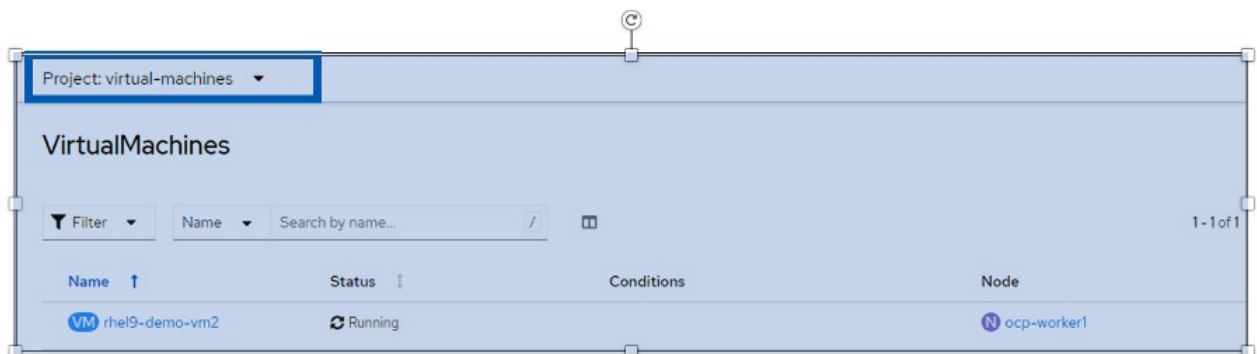 Project: virtual-machines
VirtualMachines
Filter Name Search by name... / 1-1 of 1
Name Status Conditions Node
VM rhel9-demo-vm2 Running N ocp-worker1